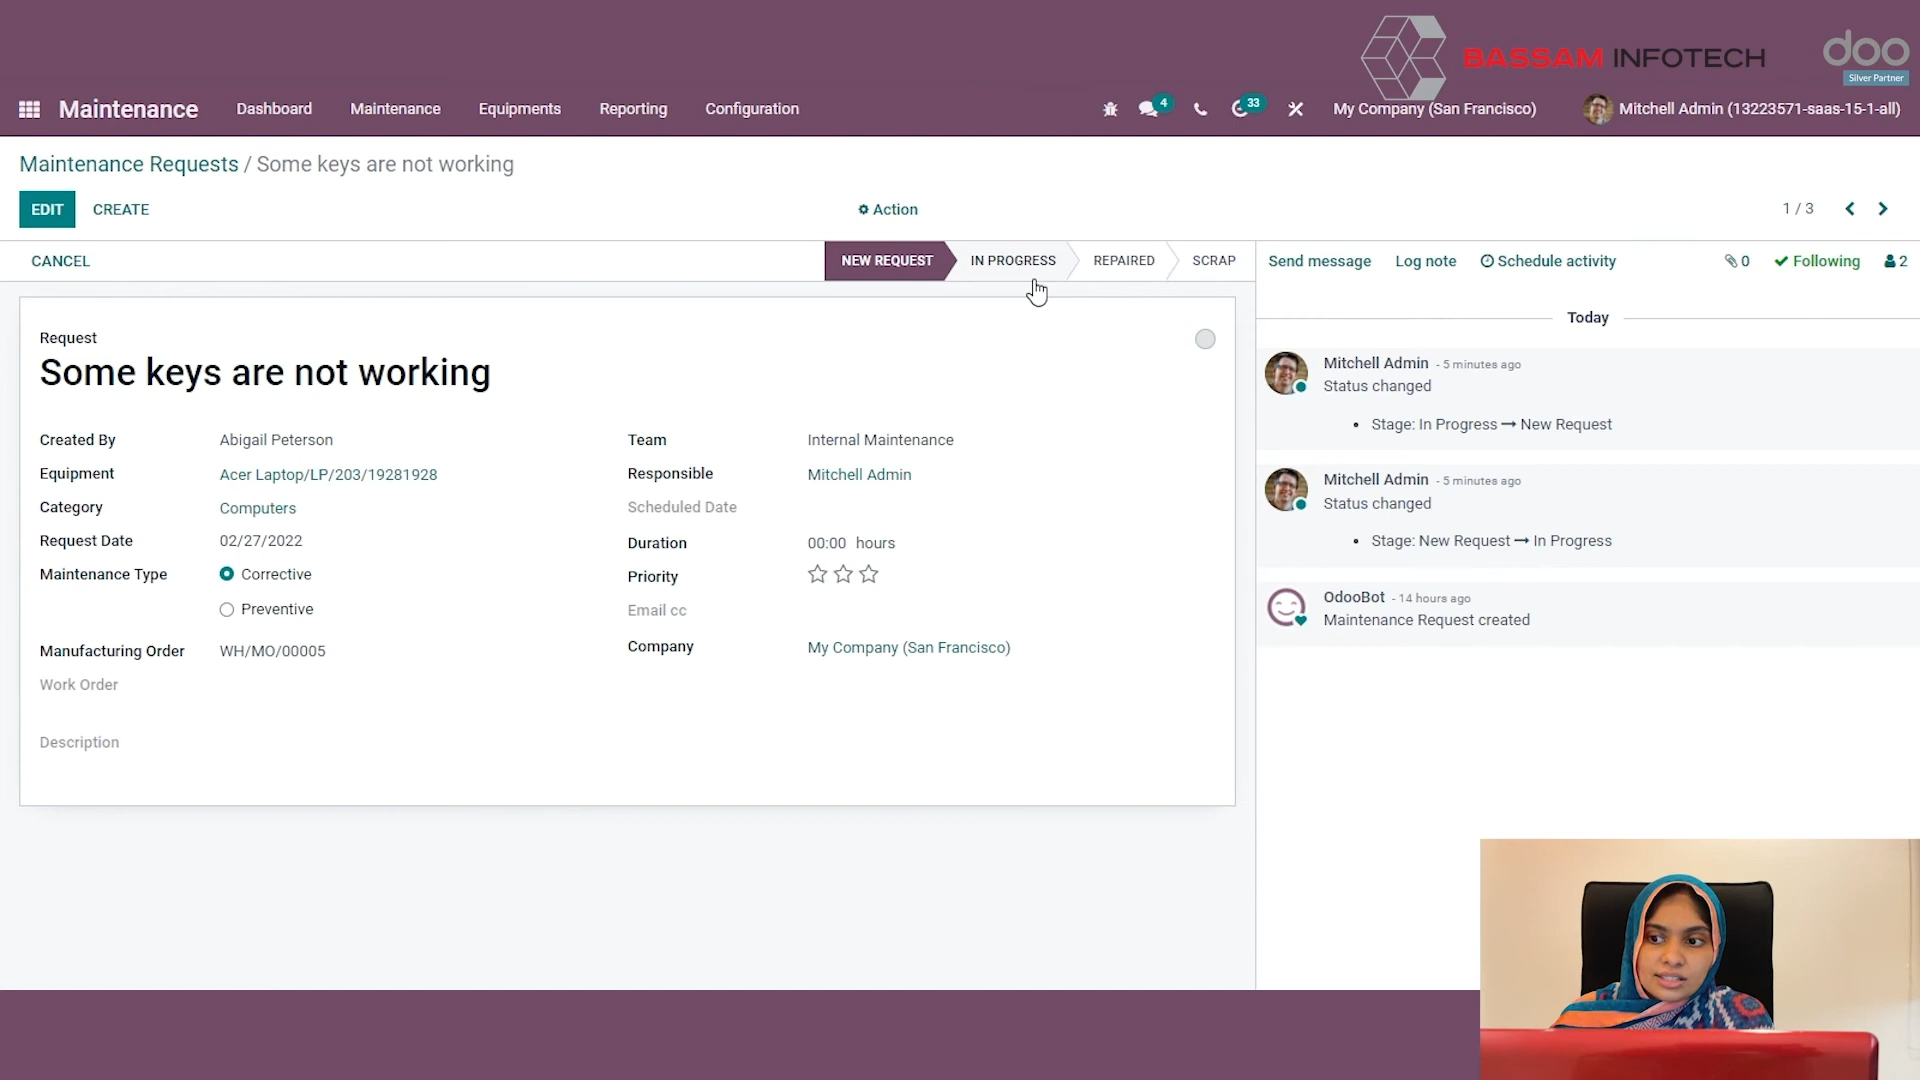 BASSAM INFOTECH
doo
Silver Partner
Maintenance Dashboard Maintenance Equipments Reporting Configuration 4 33 My Company (San Francisco) Mitchell Admin (13223571-saas-15-1-all)
Maintenance Requests / Some keys are not working
EDIT CREATE Action 1 / 3
CANCEL NEW REQUEST IN PROGRESS REPAIRED SCRAP Send message Log note Schedule activity 0 Following 2
Today
Request
Some keys are not working
Created By Abigail Peterson
Equipment Acer Laptop/LP/203/19281928
Category Computers
Request Date 02/27/2022
Maintenance Type Corrective
Preventive
Manufacturing Order WH/MO/00005
Work Order
Description
Team Internal Maintenance
Responsible Mitchell Admin
Scheduled Date
Duration 00:00 hours
Priority
Email cc
Company My Company (San Francisco)
Mitchell Admin - 5 minutes ago
Status changed
• Stage: In Progress → New Request
Mitchell Admin - 5 minutes ago
Status changed
• Stage: New Request → In Progress
OdooBot - 14 hours ago
Maintenance Request created